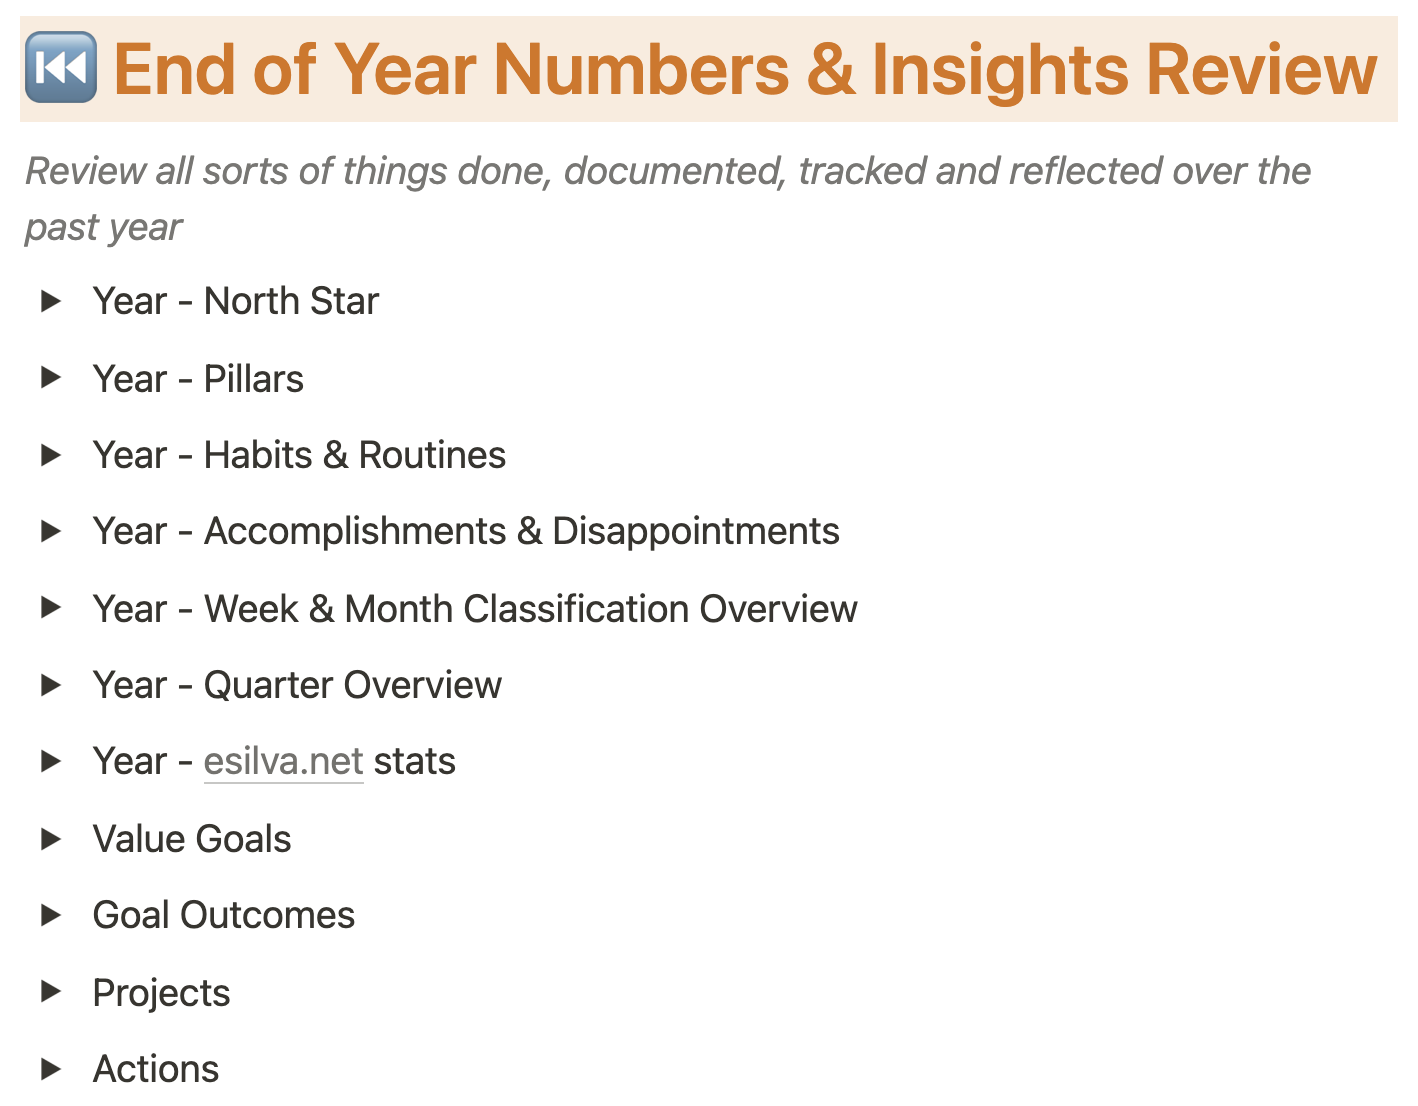 End of Year Numbers & Insights Review
Review all sorts of things done, documented, tracked and reflected over the
past year
Year - North Star
Year - Pillars
Year - Habits & Routines
Year - Accomplishments & Disappointments
Year - Week & Month Classification Overview
Year - Quarter Overview
Year - esilva.net stats
Value Goals
Goal Outcomes
Projects
Actions